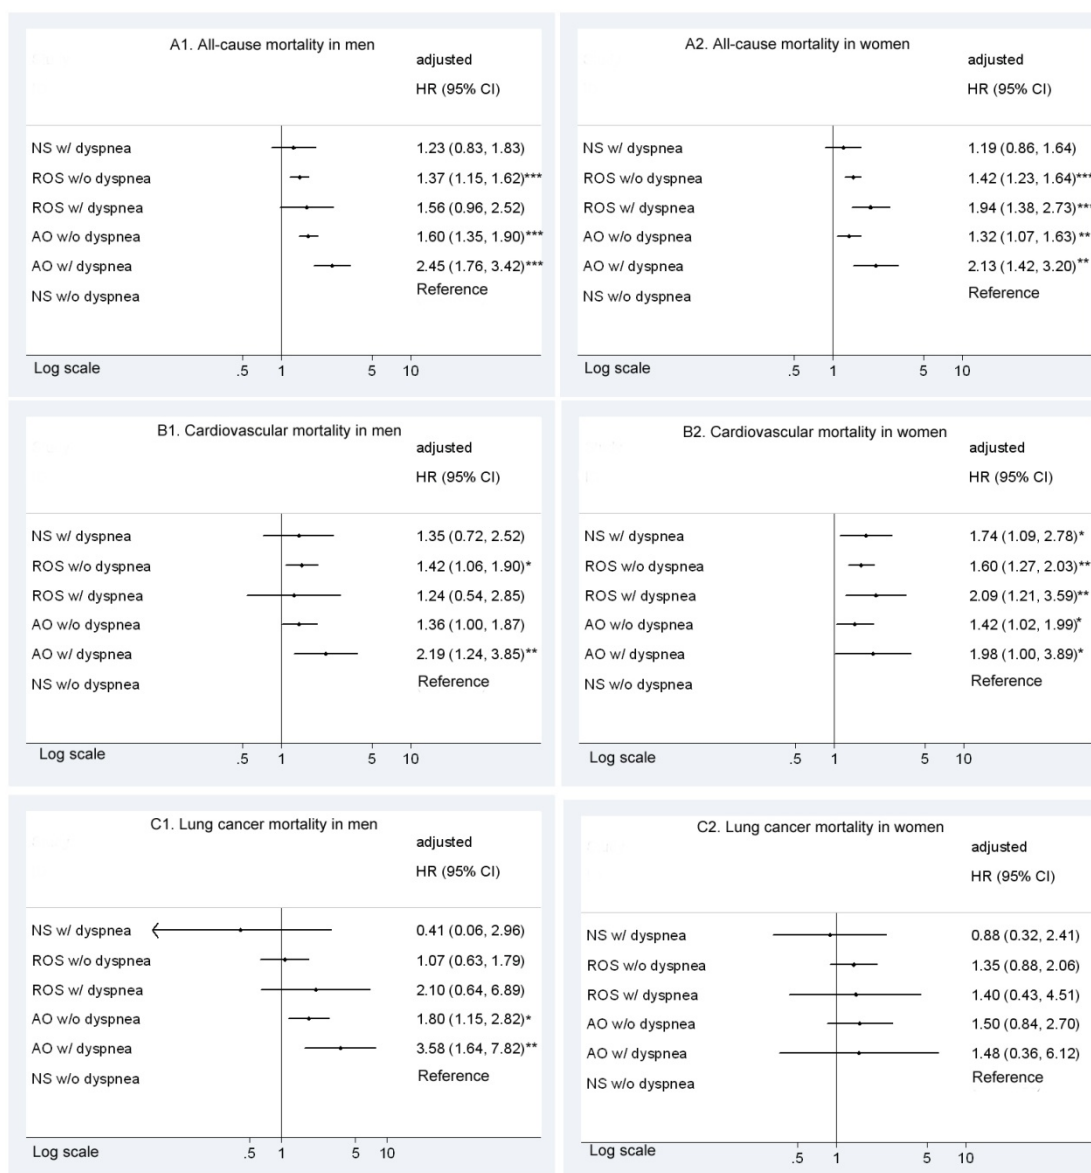 A1. All-cause mortality in men
adjusted
HR (95% CI)
NS w/ dyspnea 1.23 (0.83, 1.83)
ROS w/o dyspnea 1.37 (1.15, 1.62)***
ROS w/ dyspnea 1.56 (0.96, 2.52)
AO w/o dyspnea 1.60 (1.35, 1.90)***
AO w/ dyspnea 2.45 (1.76, 3.42)***
NS w/o dyspnea Reference
Log scale .5 1 5 10
A2. All-cause mortality in women
adjusted
HR (95% CI)
NS w/ dyspnea 1.19 (0.86, 1.64)
ROS w/o dyspnea 1.42 (1.23, 1.64)***
ROS w/ dyspnea 1.94 (1.38, 2.73)***
AO w/o dyspnea 1.32 (1.07, 1.63)**
AO w/ dyspnea 2.13 (1.42, 3.20)**
NS w/o dyspnea Reference
Log scale .5 1 5 10
B1. Cardiovascular mortality in men
adjusted
HR (95% CI)
NS w/ dyspnea 1.35 (0.72, 2.52)
ROS w/o dyspnea 1.42 (1.06, 1.90)*
ROS w/ dyspnea 1.24 (0.54, 2.85)
AO w/o dyspnea 1.36 (1.00, 1.87)
AO w/ dyspnea 2.19 (1.24, 3.85)**
NS w/o dyspnea Reference
Log scale .5 1 5 10
B2. Cardiovascular mortality in women
adjusted
HR (95% CI)
NS w/ dyspnea 1.74 (1.09, 2.78)*
ROS w/o dyspnea 1.60 (1.27, 2.03)**
ROS w/ dyspnea 2.09 (1.21, 3.59)**
AO w/o dyspnea 1.42 (1.02, 1.99)*
AO w/ dyspnea 1.98 (1.00, 3.89)*
NS w/o dyspnea Reference
Log scale .5 1 5 10
C1. Lung cancer mortality in men
adjusted
HR (95% CI)
NS w/ dyspnea 0.41 (0.06, 2.96)
ROS w/o dyspnea 1.07 (0.63, 1.79)
ROS w/ dyspnea 2.10 (0.64, 6.89)
AO w/o dyspnea 1.80 (1.15, 2.82)*
AO w/ dyspnea 3.58 (1.64, 7.82)**
NS w/o dyspnea Reference
Log scale .5 1 5 10
C2. Lung cancer mortality in women
adjusted
HR (95% CI)
NS w/ dyspnea 0.88 (0.32, 2.41)
ROS w/o dyspnea 1.35 (0.88, 2.06)
ROS w/ dyspnea 1.40 (0.43, 4.51)
AO w/o dyspnea 1.50 (0.84, 2.70)
AO w/ dyspnea 1.48 (0.36, 6.12)
NS w/o dyspnea Reference
Log scale .5 1 5 10